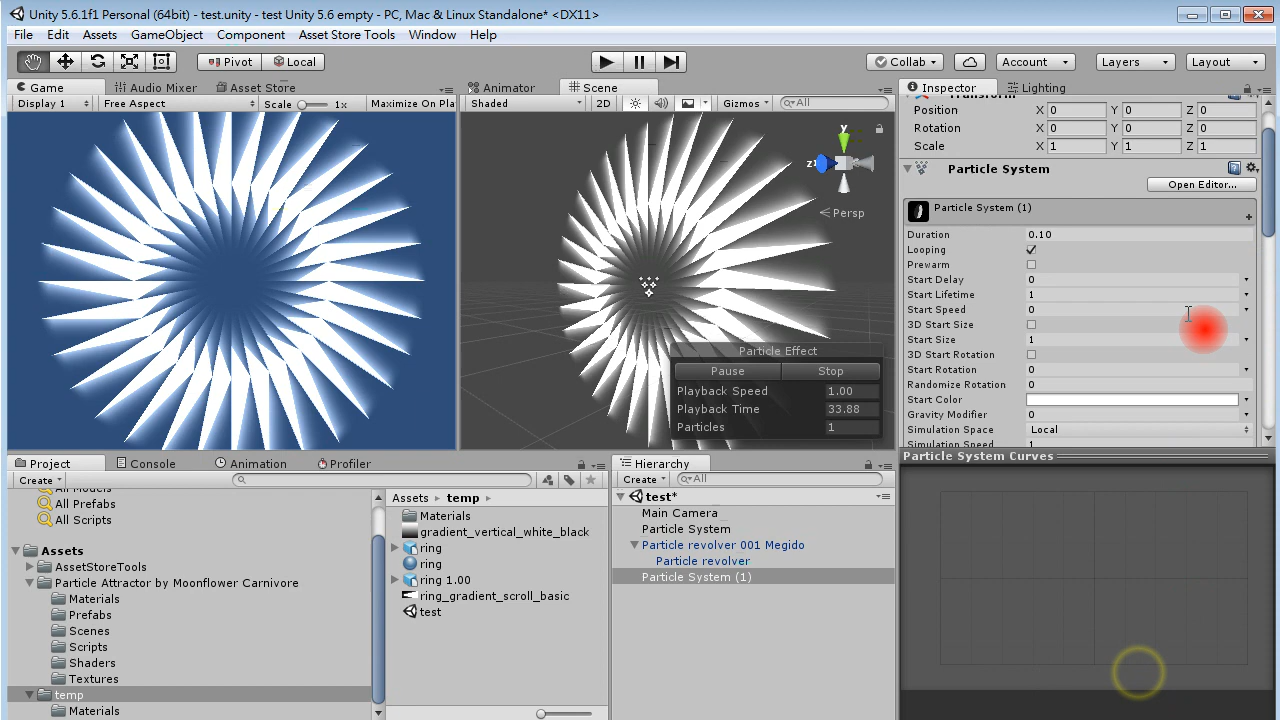 Unity 5.6.1f1 Personal (64bit) - test.unity - test Unity 5.6 empty - PC, Mac & Linux Standalone* <DX11>
File Edit Assets GameObject Component Asset Store Tools Window Help
Pivot Local Collab Account Layers Layout
Game Audio Mixer Asset Store Animator Scene Inspector Lighting
Display 1 Free Aspect Scale 1x Maximize On Pla Shaded 2D Gizmos All
Position X 0 Y 0 Z 0
Rotation X 0 Y 0 Z 0
Scale X 1 Y 1 Z 1
y
z
Persp
Particle System
Open Editor...
Particle System (1)
Duration 0.10
Looping
Prewarm
Start Delay 0
Start Lifetime 1
Start Speed 0
3D Start Size
Start Size 1
3D Start Rotation
Start Rotation 0
Randomize Rotation 0
Start Color
Gravity Modifier 0
Simulation Space Local
Simulation Speed 1
Particle Effect
Pause Stop
Playback Speed 1.00
Playback Time 33.88
Particles 1
Project Console Animation Profiler
Create
All Prefabs
All Scripts
Assets
AssetStoreTools
Particle Attractor by Moonflower Carnivore
Materials
Prefabs
Scenes
Scripts
Shaders
Textures
temp
Materials
Assets temp
Materials
gradient_vertical_white_black
ring
ring
ring 1.00
ring_gradient_scroll_basic
test
Hierarchy
Create All
test*
Main Camera
Particle System
Particle revolver 001 Megido
Particle revolver
Particle System (1)
Particle System Curves